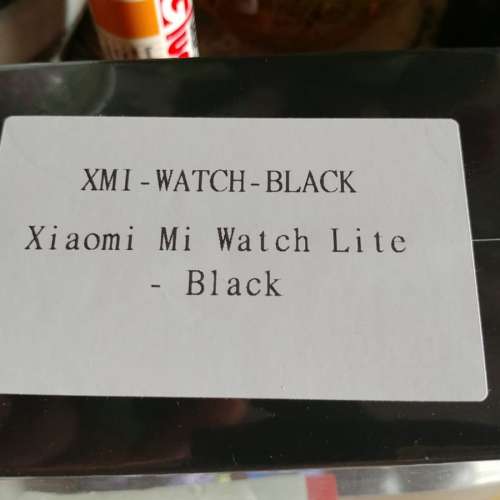 XMI-WATCH-BLACK
Xiaomi Mi Watch Lite
- Black